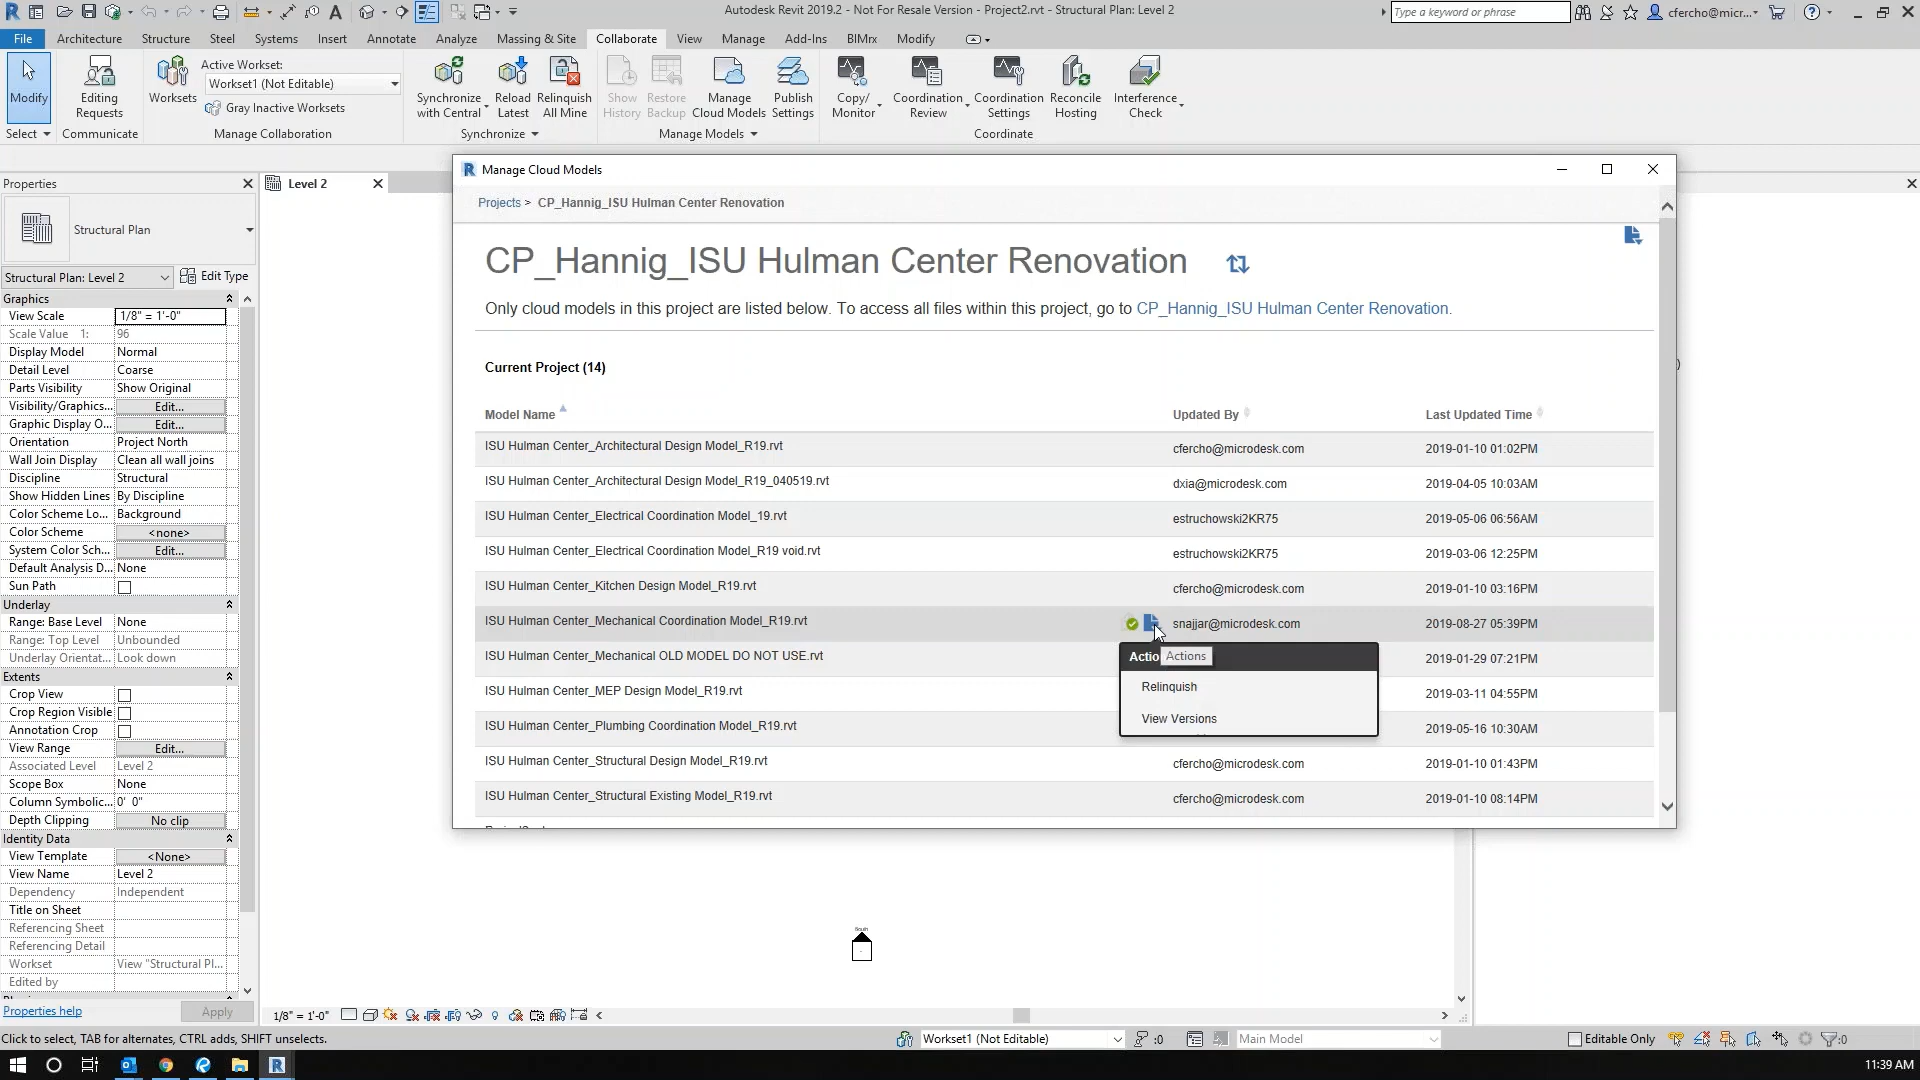 Autodesk Revit 2019.2 - Not For Resale Version - Project2.rvt - Structural Plan: Level 2
Type a keyword or phrase
cfercho@micr...
File Architecture Structure Steel Systems Insert Annotate Analyze Massing & Site Collaborate View Manage Add-Ins BIMrx Modify
Modify
Select
Editing Requests
Communicate
Worksets
Active Workset:
Workset1 (Not Editable)
Gray Inactive Worksets
Manage Collaboration
Synchronize with Central
Reload Latest
Relinquish All Mine
Synchronize
Show History
Restore Backup
Manage Cloud Models
Publish Settings
Manage Models
Copy/ Monitor
Coordination Review
Coordination Settings
Reconcile Hosting
Interference Check
Coordinate
Properties
Level 2
Structural Plan
Structural Plan: Level 2
Edit Type
Graphics
View Scale 1/8" = 1'-0"
Scale Value 1: 96
Display Model Normal
Detail Level Coarse
Parts Visibility Show Original
Visibility/Graphics... Edit...
Graphic Display O... Edit...
Orientation Project North
Wall Join Display Clean all wall joins
Discipline Structural
Show Hidden Lines By Discipline
Color Scheme Lo... Background
Color Scheme <none>
System Color Sch... Edit...
Default Analysis D... None
Sun Path
Underlay
Range: Base Level None
Range: Top Level Unbounded
Underlay Orientat... Look down
Extents
Crop View
Crop Region Visible
Annotation Crop
View Range Edit...
Associated Level Level 2
Scope Box None
Column Symbolic... 0' 0"
Depth Clipping No clip
Identity Data
View Template <None>
View Name Level 2
Dependency Independent
Title on Sheet
Referencing Sheet
Referencing Detail
Workset View "Structural Pl...
Edited by
Properties help
Apply
Manage Cloud Models
Projects > CP_Hannig_ISU Hulman Center Renovation
CP_Hannig_ISU Hulman Center Renovation
Only cloud models in this project are listed below. To access all files within this project, go to CP_Hannig_ISU Hulman Center Renovation.
Current Project (14)
Model Name Updated By Last Updated Time
ISU Hulman Center_Architectural Design Model_R19.rvt cfercho@microdesk.com 2019-01-10 01:02PM
ISU Hulman Center_Architectural Design Model_R19_040519.rvt dxia@microdesk.com 2019-04-05 10:03AM
ISU Hulman Center_Electrical Coordination Model_19.rvt estruchowski2KR75 2019-05-06 06:56AM
ISU Hulman Center_Electrical Coordination Model_R19 void.rvt estruchowski2KR75 2019-03-06 12:25PM
ISU Hulman Center_Kitchen Design Model_R19.rvt cfercho@microdesk.com 2019-01-10 03:16PM
ISU Hulman Center_Mechanical Coordination Model_R19.rvt snajjar@microdesk.com 2019-08-27 05:39PM
ISU Hulman Center_Mechanical OLD MODEL DO NOT USE.rvt 2019-01-29 07:21PM
ISU Hulman Center_MEP Design Model_R19.rvt 2019-03-11 04:55PM
ISU Hulman Center_Plumbing Coordination Model_R19.rvt 2019-05-16 10:30AM
ISU Hulman Center_Structural Design Model_R19.rvt cfercho@microdesk.com 2019-01-10 01:43PM
ISU Hulman Center_Structural Existing Model_R19.rvt cfercho@microdesk.com 2019-01-10 08:14PM
Actio
Actions
Relinquish
View Versions
South
1/8" = 1'-0"
Click to select, TAB for alternates, CTRL adds, SHIFT unselects.
Workset1 (Not Editable)
:0
Main Model
Editable Only
:0
11:39 AM